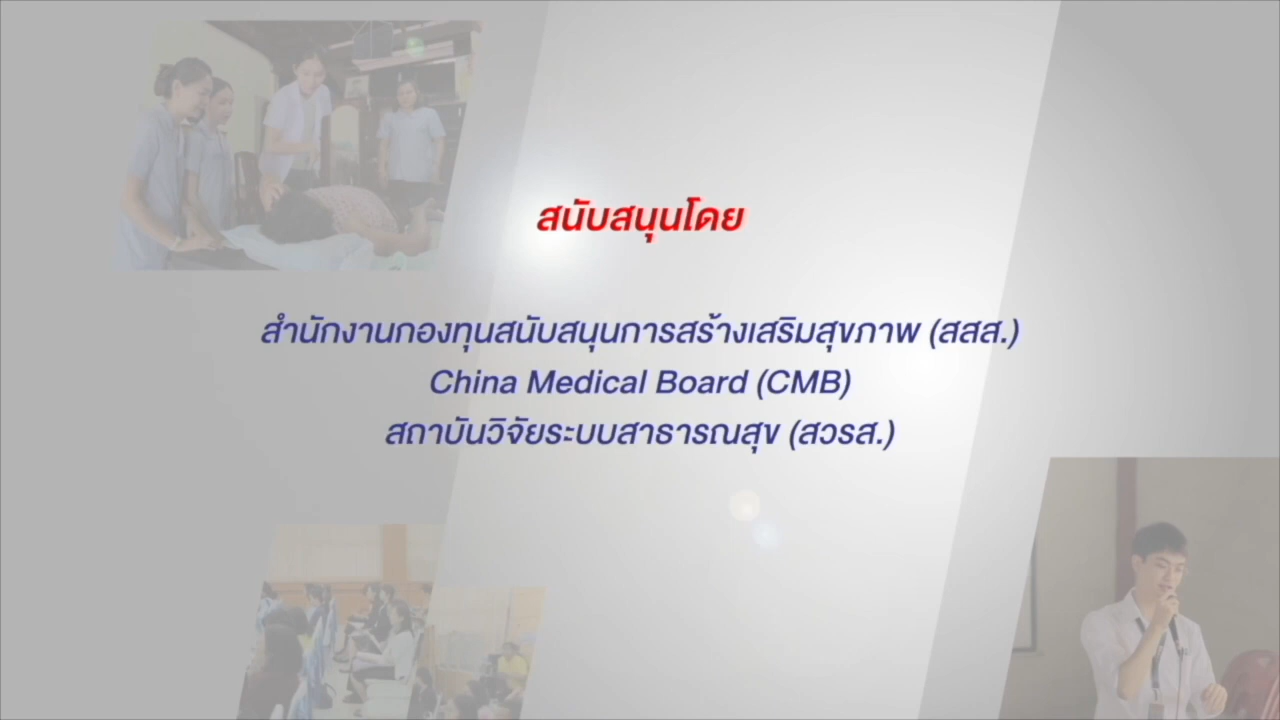 สนับสนุนโดย
สำนักงานกองทุนสนับสนุนการสร้างเสริมสุขภาพ (สสส.)
China Medical Board (CMB)
สถาบันวิจัยระบบสาธารณสุข (สวรส.)